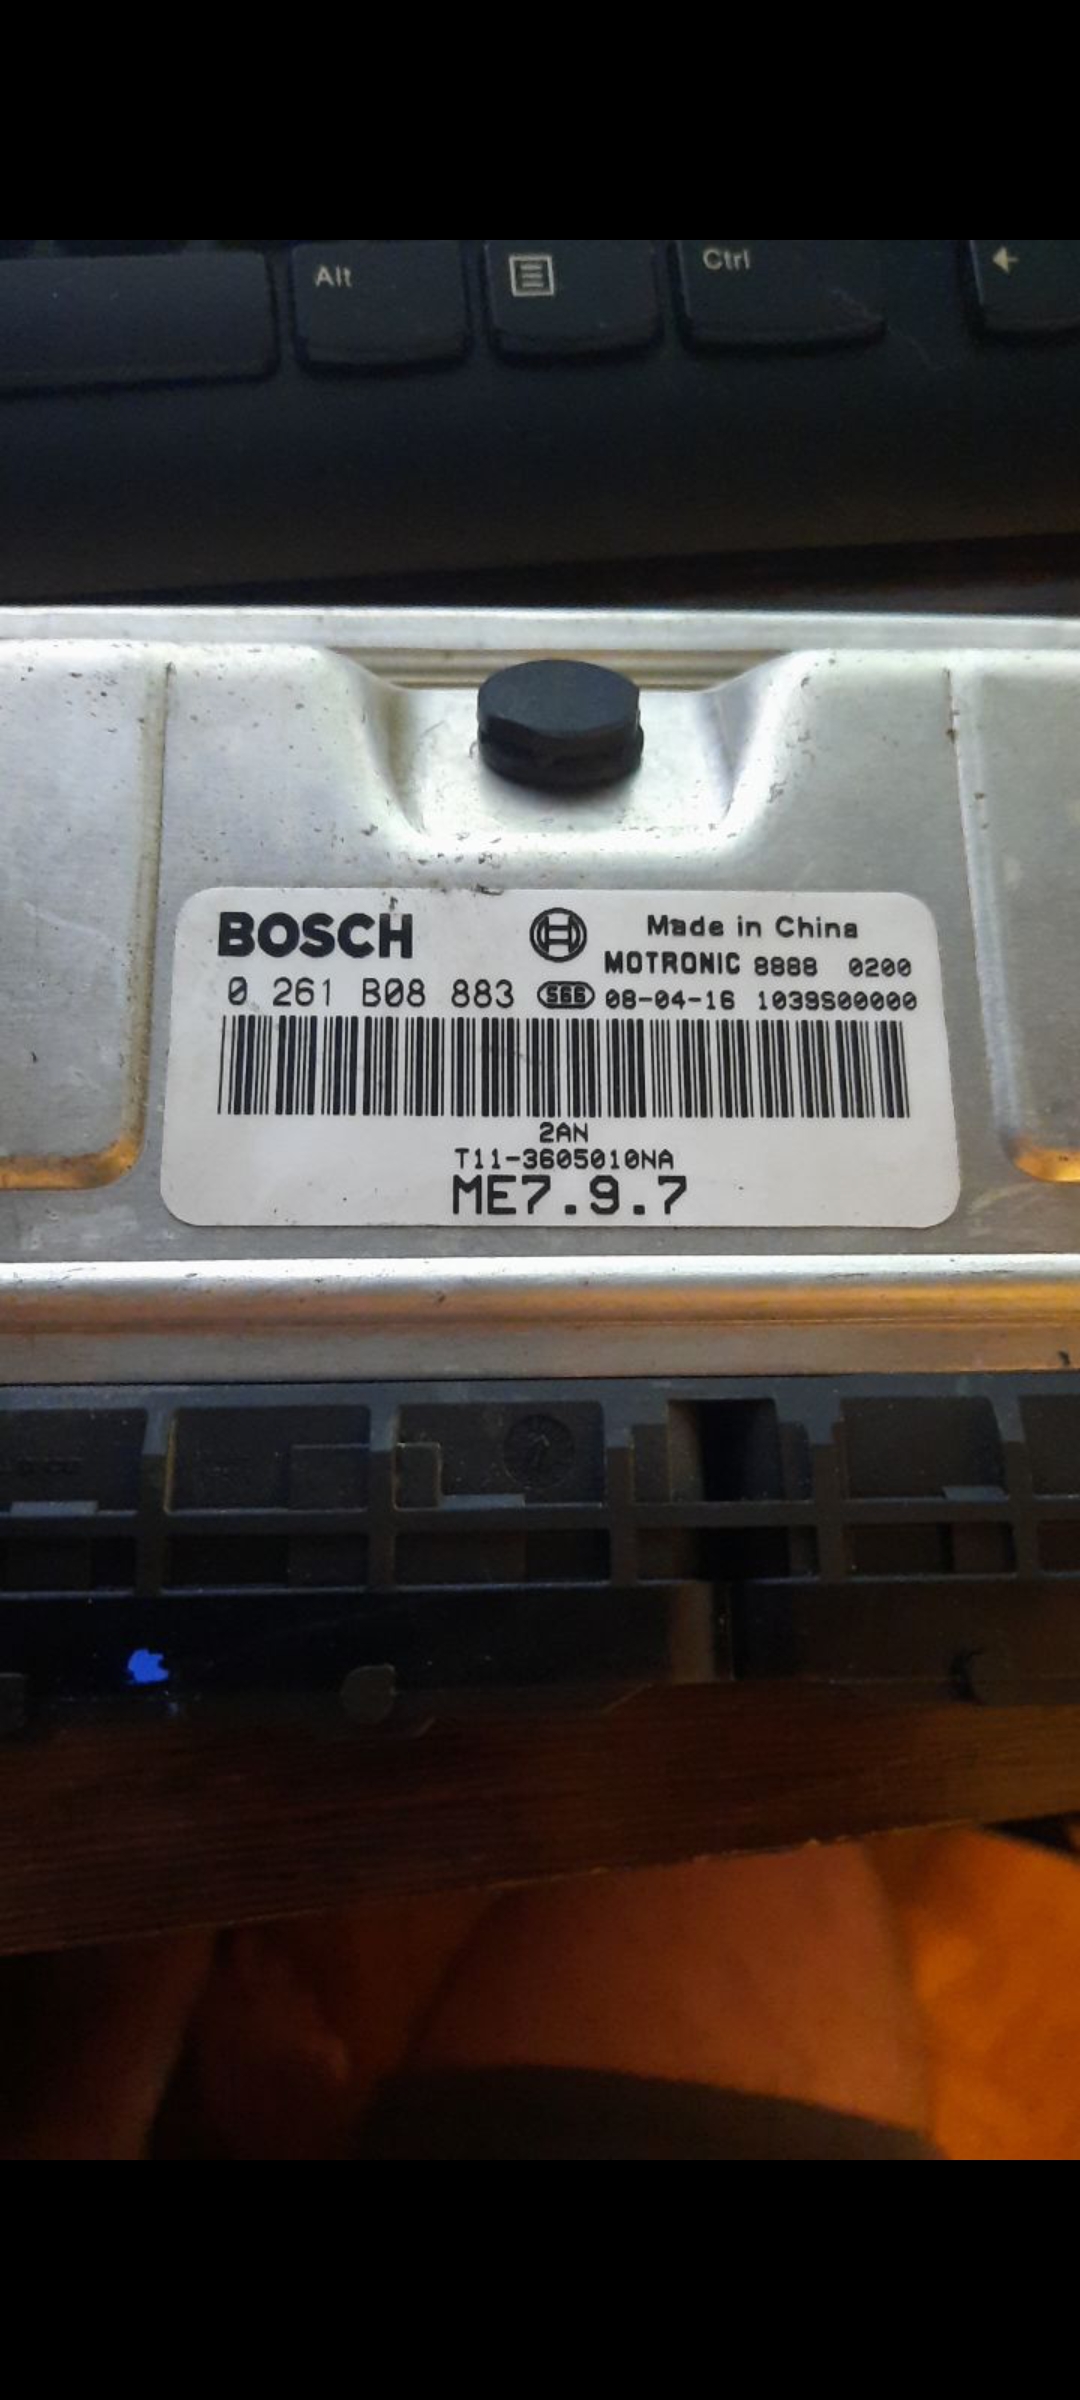 Alt
Ctrl
BOSCH
Made in China
MOTRONIC 8888 0200
0 261 B08 883 S66 08-04-16 1039S00000
2AN
T11-3605010NA
ME7.9.7